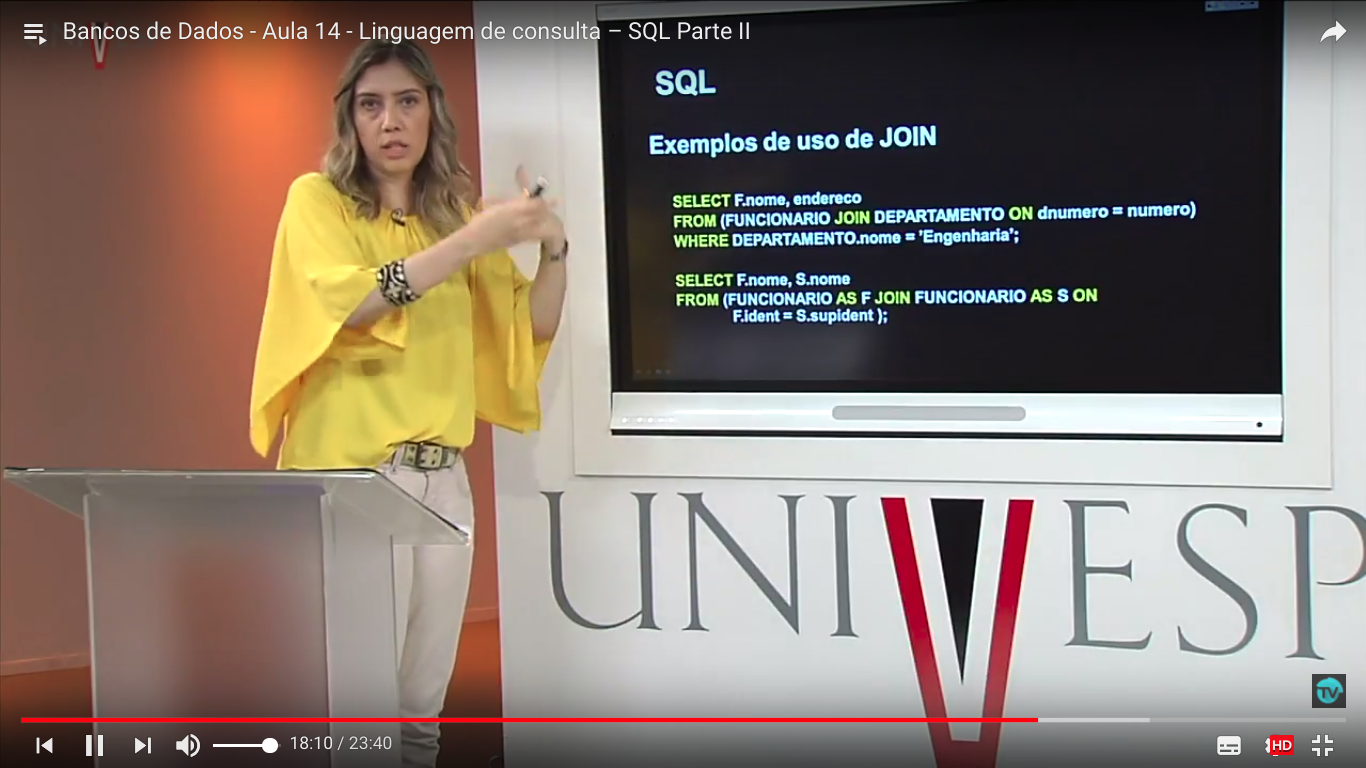 Bancos de Dados - Aula 14 - Linguagem de consulta – SQL Parte II
SQL
Exemplos de uso de JOIN
SELECT F.nome, endereco
FROM (FUNCIONARIO JOIN DEPARTAMENTO ON dnumero = numero)
WHERE DEPARTAMENTO.nome = 'Engenharia';
SELECT F.nome, S.nome
FROM (FUNCIONARIO AS F JOIN FUNCIONARIO AS S ON
F.ident = S.supident );
UNIVESP
TV
18:10 / 23:40
HD